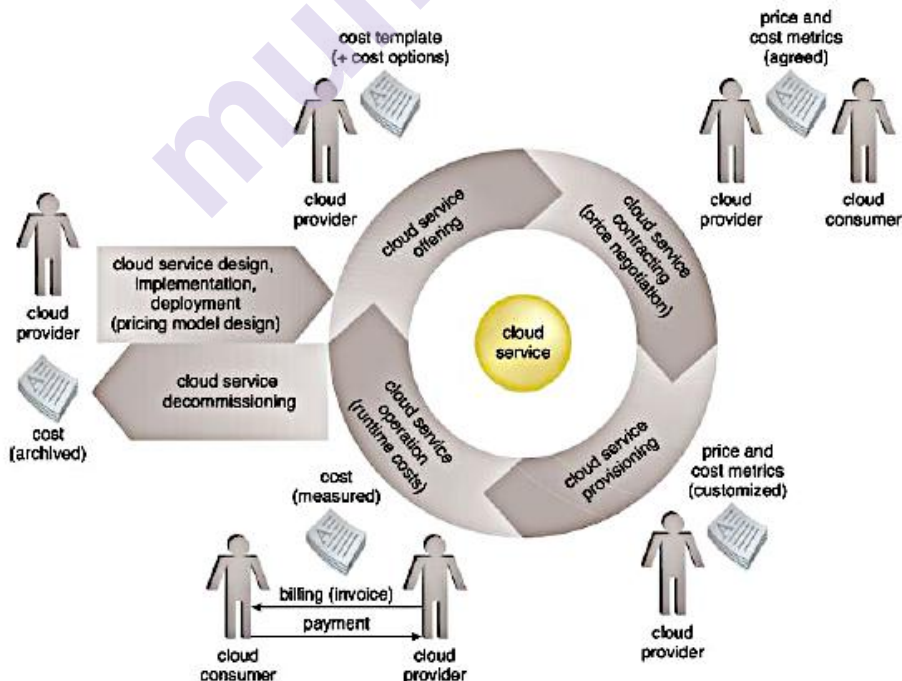 cost template
(+ cost options)
price and
cost metrics
(agreed)
cloud
provider
cloud
provider
cloud
consumer
cloud service
offering
cloud service
contracting
(price negotiation)
cloud service design,
implementation,
deployment
(pricing model design)
cloud
provider
cloud
service
cloud service
decommissioning
cost
(archived)
cloud service
operation
(runtime costs)
cloud service
provisioning
price and
cost metrics
(customized)
cost
(measured)
billing (invoice)
payment
cloud
consumer
cloud
provider
cloud
provider